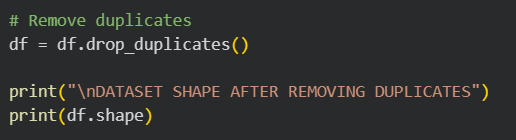 # Remove duplicates
df = df.drop_duplicates()
print("\nDATASET SHAPE AFTER REMOVING DUPLICATES")
print(df.shape)